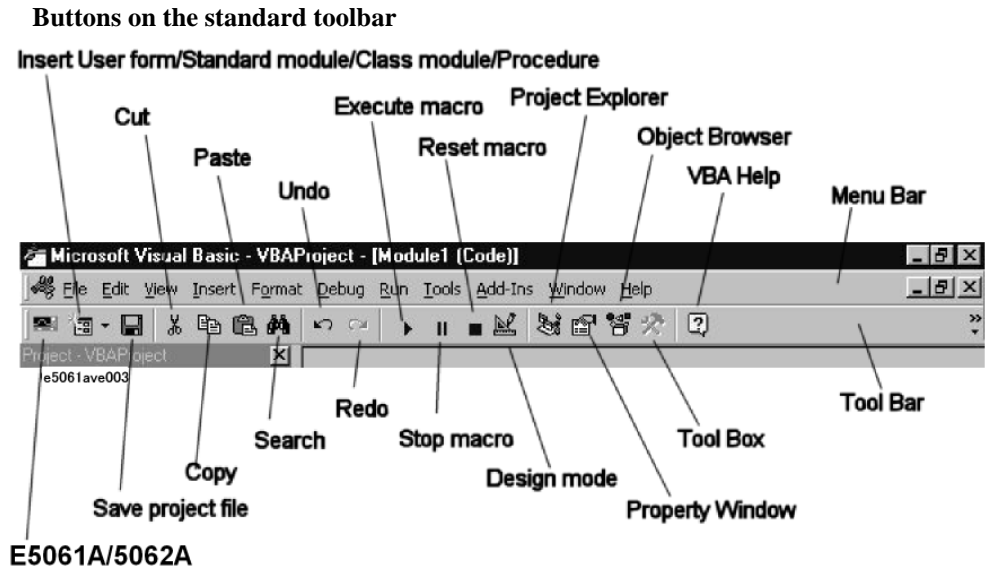 Buttons on the standard toolbar
Insert User form/Standard module/Class module/Procedure
Execute macro
Project Explorer
Cut
Reset macro
Object Browser
Paste
VBA Help
Undo
Menu Bar
Microsoft Visual Basic - VBAProject - [Module1 (Code)]
File Edit View Insert Format Debug Run Tools Add-Ins Window Help
Project - VBAProject
e5061ave003
Redo
Tool Bar
Search
Stop macro
Tool Box
Copy
Design mode
Save project file
Property Window
E5061A/5062A